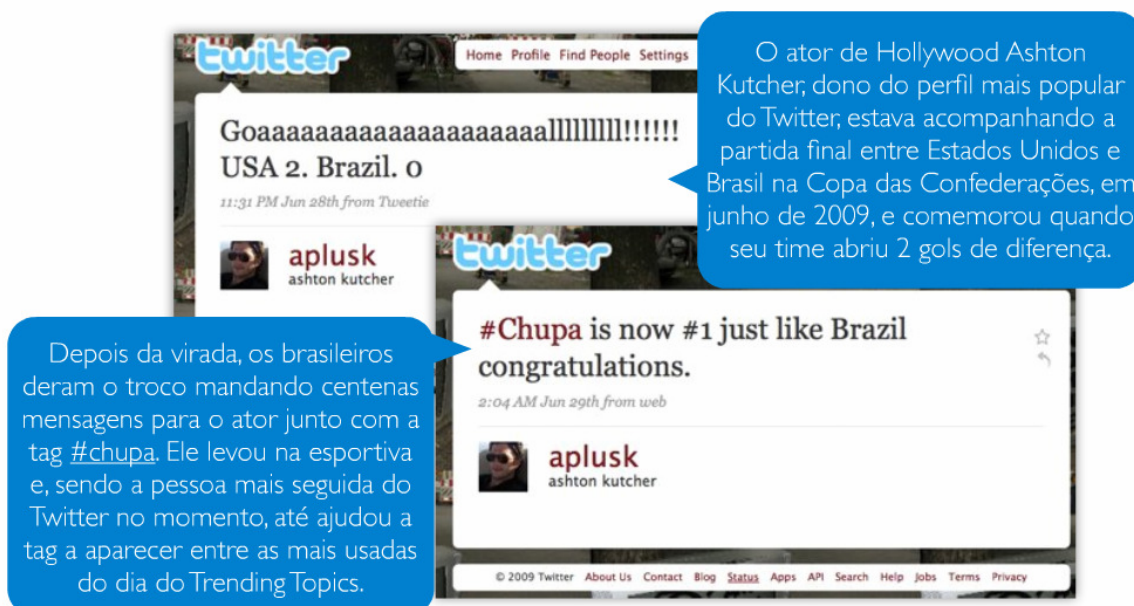 twitter
Home Profile Find People Settings
O ator de Hollywood Ashton
Kutcher, dono do perfil mais popular
do Twitter, estava acompanhando a
partida final entre Estados Unidos e
Brasil na Copa das Confederações, em
junho de 2009, e comemorou quando
seu time abriu 2 gols de diferença.
Goaaaaaaaaaaaaaaaaaaaaallllllllll!!!!!!
USA 2. Brazil. 0
11:31 PM Jun 28th from Tweetie
aplusk
ashton kutcher
twitter
#Chupa is now #1 just like Brazil
congratulations.
2:04 AM Jun 29th from web
aplusk
ashton kutcher
Depois da virada, os brasileiros
deram o troco mandando centenas
mensagens para o ator junto com a
tag #chupa. Ele levou na esportiva
e, sendo a pessoa mais seguida do
Twitter no momento, até ajudou a
tag a aparecer entre as mais usadas
do dia do Trending Topics.
© 2009 Twitter About Us Contact Blog Status Apps API Search Help Jobs Terms Privacy